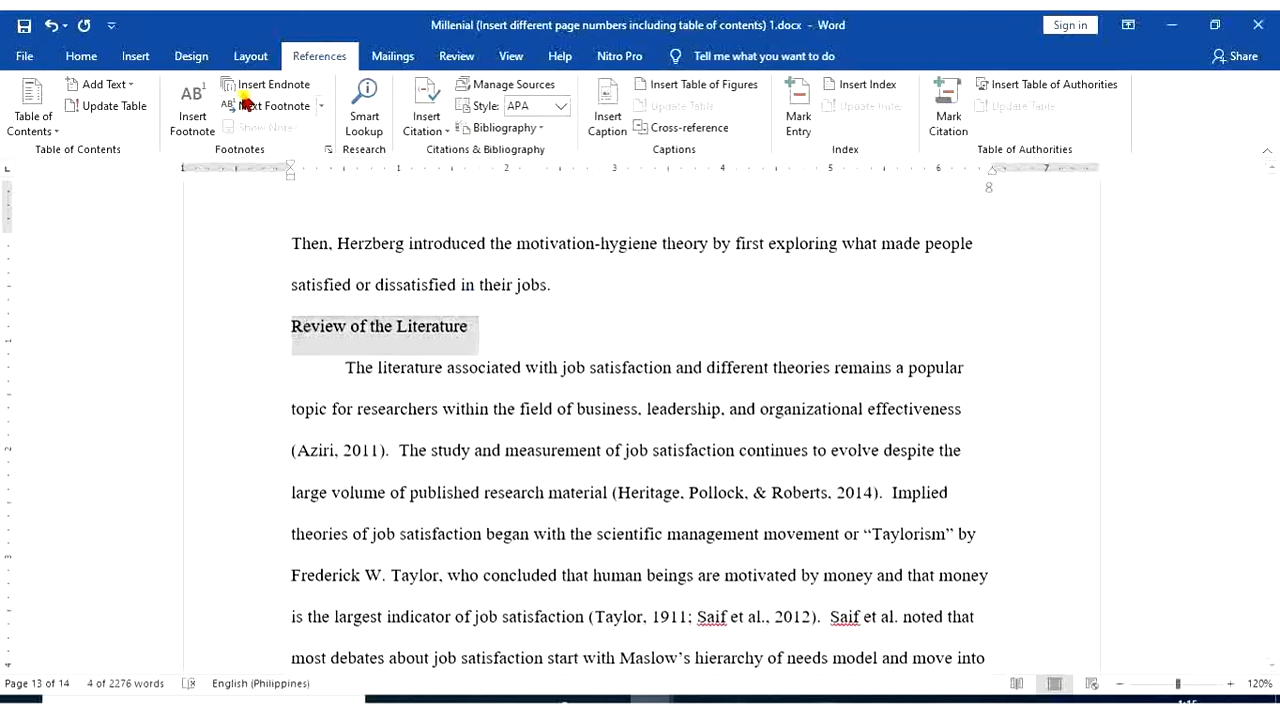 Millenial (Insert different page numbers including table of contents) 1.docx - Word
Sign in
File Home Insert Design Layout References Mailings Review View Help Nitro Pro Tell me what you want to do Share
Table of Contents
Add Text
Update Table
Table of Contents
AB1 Insert Footnote
Insert Endnote
AB1 Next Footnote
Show Notes
Footnotes
Smart Lookup
Research
Insert Citation
Manage Sources
Style: APA
Bibliography
Citations & Bibliography
Insert Caption
Insert Table of Figures
Update Table
Cross-reference
Captions
Mark Entry
Insert Index
Update Index
Index
Mark Citation
Insert Table of Authorities
Update Table
Table of Authorities
1 1 2 3 4 5 6 7
8
Then, Herzberg introduced the motivation-hygiene theory by first exploring what made people
satisfied or dissatisfied in their jobs.
Review of the Literature
The literature associated with job satisfaction and different theories remains a popular
topic for researchers within the field of business, leadership, and organizational effectiveness
(Aziri, 2011).  The study and measurement of job satisfaction continues to evolve despite the
large volume of published research material (Heritage, Pollock, & Roberts, 2014).  Implied
theories of job satisfaction began with the scientific management movement or “Taylorism” by
Frederick W. Taylor, who concluded that human beings are motivated by money and that money
is the largest indicator of job satisfaction (Taylor, 1911; Saif et al., 2012).  Saif et al. noted that
most debates about job satisfaction start with Maslow’s hierarchy of needs model and move into
Page 13 of 14 4 of 2276 words English (Philippines) 120%